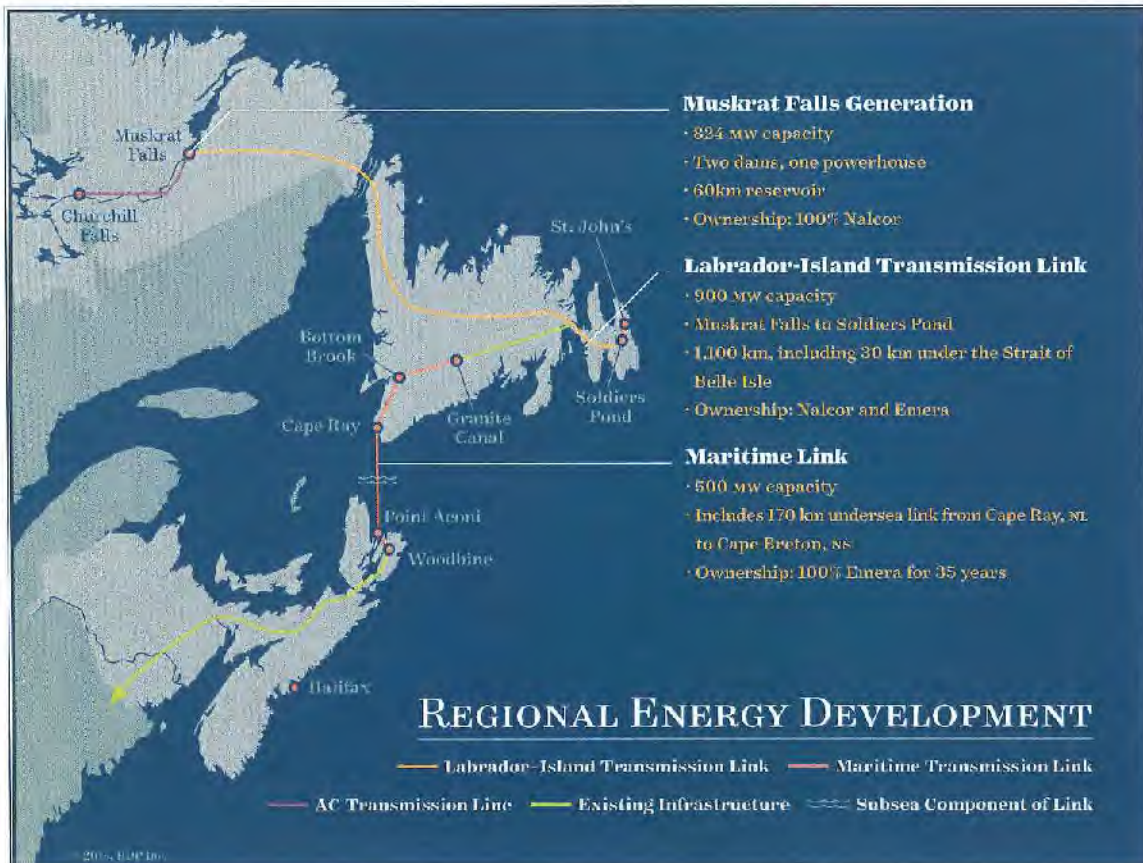 Muskrat Falls Generation
· 824 MW capacity
· Two dams, one powerhouse
· 60km reservoir
· Ownership: 100% Nalcor
Labrador-Island Transmission Link
· 900 MW capacity
· Muskrat Falls to Soldiers Pond
· 1,100 km, including 30 km under the Strait of
Belle Isle
· Ownership: Nalcor and Emera
Maritime Link
· 500 MW capacity
· Includes 170 km undersea link from Cape Ray, NL
to Cape Breton, NS
· Ownership: 100% Emera for 35 years
Muskrat
Falls
Churchill
Falls
St. John's
Bottom
Brook
Cape Ray
Granite
Canal
Soldiers
Pond
Point Aconi
Woodbine
Halifax
REGIONAL ENERGY DEVELOPMENT
Labrador–Island Transmission Link
Maritime Transmission Link
AC Transmission Line
Existing Infrastructure
Subsea Component of Link